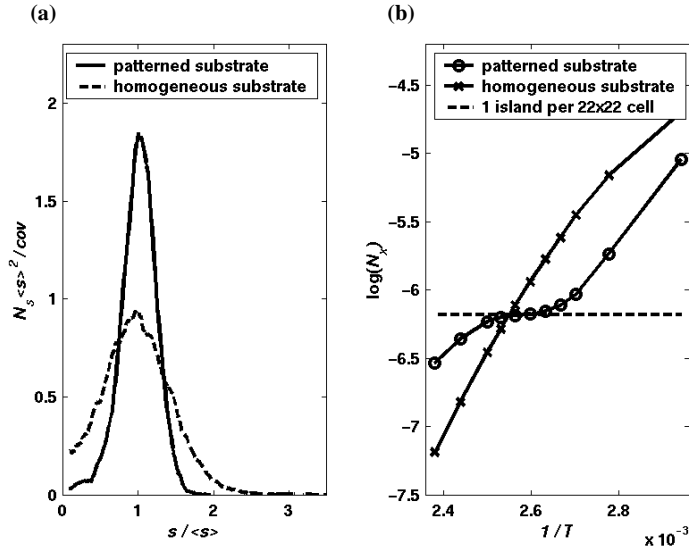 (a)
patterned substrate
homogeneous substrate
2
1.5
1
0.5
0
0 1 2 3
N_s <s>^2 / cov
s / <s>
(b)
patterned substrate
homogeneous substrate
1 island per 22x22 cell
−4.5
−5
−5.5
−6
−6.5
−7
−7.5
2.4 2.6 2.8
x 10^−3
log(N_x)
1/T